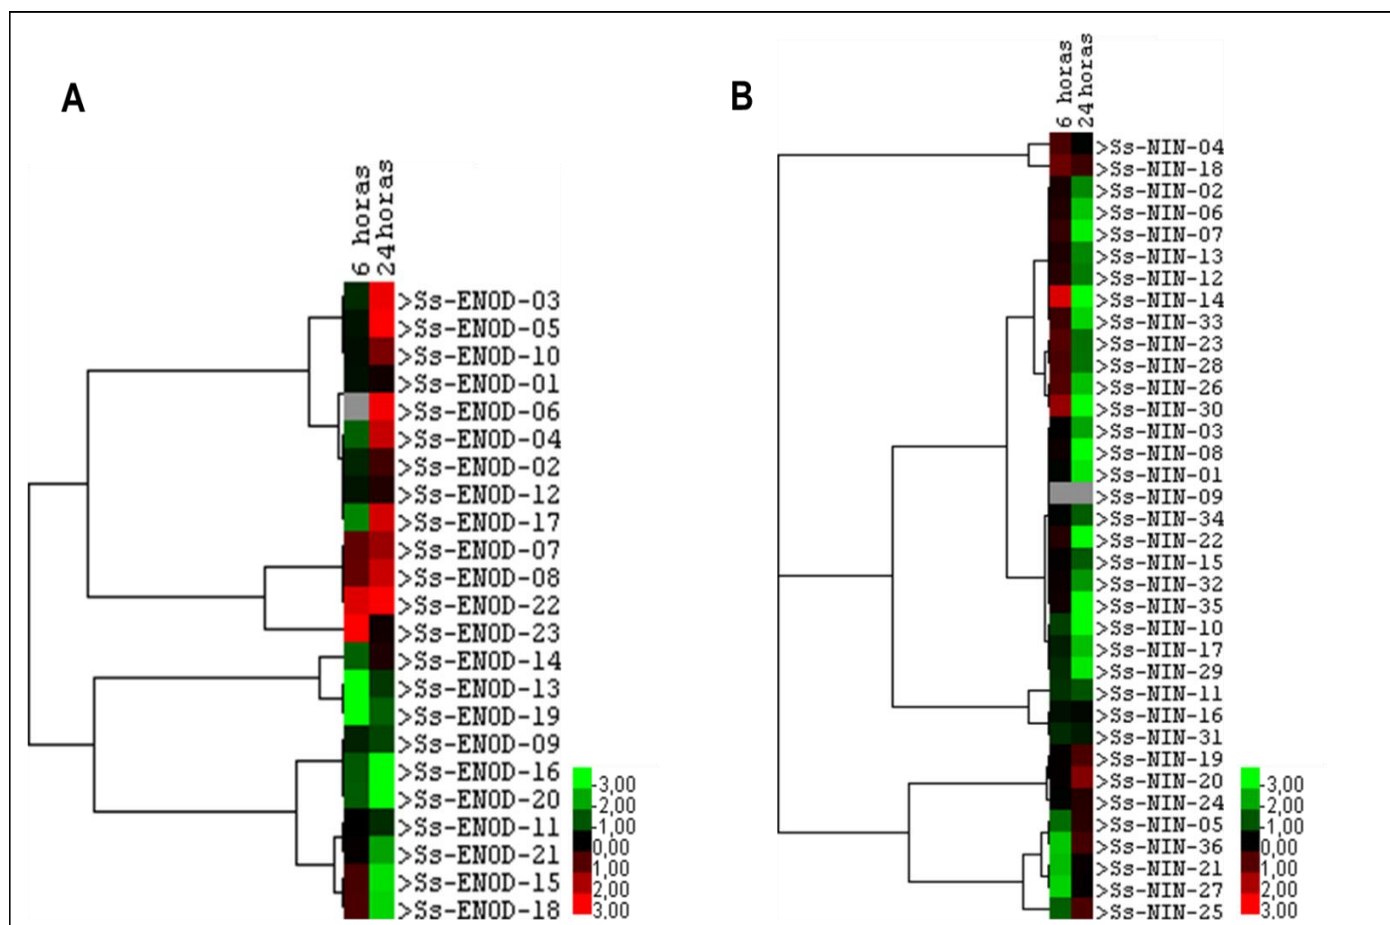 A
6 horas
24 horas
>Ss-ENOD-03
>Ss-ENOD-05
>Ss-ENOD-10
>Ss-ENOD-01
>Ss-ENOD-06
>Ss-ENOD-04
>Ss-ENOD-02
>Ss-ENOD-12
>Ss-ENOD-17
>Ss-ENOD-07
>Ss-ENOD-08
>Ss-ENOD-22
>Ss-ENOD-23
>Ss-ENOD-14
>Ss-ENOD-13
>Ss-ENOD-19
>Ss-ENOD-09
>Ss-ENOD-16
>Ss-ENOD-20
>Ss-ENOD-11
>Ss-ENOD-21
>Ss-ENOD-15
>Ss-ENOD-18
-3,00
-2,00
-1,00
0,00
1,00
2,00
3,00
B
6 horas
24 horas
>Ss-NIN-04
>Ss-NIN-18
>Ss-NIN-02
>Ss-NIN-06
>Ss-NIN-07
>Ss-NIN-13
>Ss-NIN-12
>Ss-NIN-14
>Ss-NIN-33
>Ss-NIN-23
>Ss-NIN-28
>Ss-NIN-26
>Ss-NIN-30
>Ss-NIN-03
>Ss-NIN-08
>Ss-NIN-01
>Ss-NIN-09
>Ss-NIN-34
>Ss-NIN-22
>Ss-NIN-15
>Ss-NIN-32
>Ss-NIN-35
>Ss-NIN-10
>Ss-NIN-17
>Ss-NIN-29
>Ss-NIN-11
>Ss-NIN-16
>Ss-NIN-31
>Ss-NIN-19
>Ss-NIN-20
>Ss-NIN-24
>Ss-NIN-05
>Ss-NIN-36
>Ss-NIN-21
>Ss-NIN-27
>Ss-NIN-25
-3,00
-2,00
-1,00
0,00
1,00
2,00
3,00